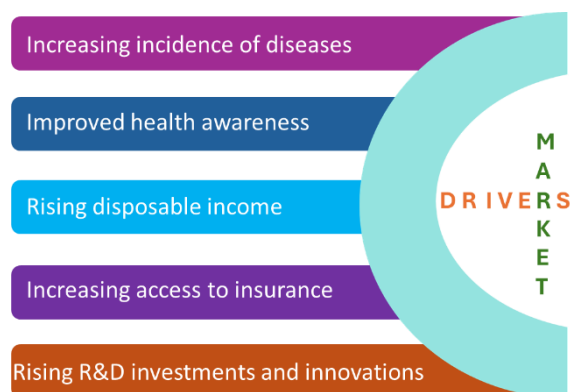 Increasing incidence of diseases
Improved health awareness
Rising disposable income
Increasing access to insurance
Rising R&D investments and innovations
MARKET
DRIVERS